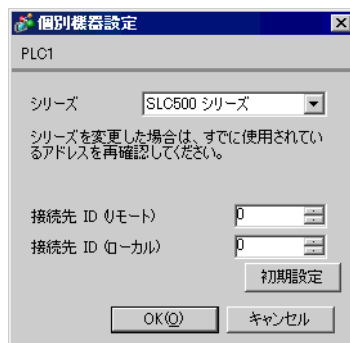 個別機器設定
PLC1
シリーズ SLC500 シリーズ
シリーズを変更した場合は、すでに使用されてい
るアドレスを再確認してください。
接続先 ID (リモート) 0
接続先 ID (ローカル) 0
初期設定
OK(O) キャンセル